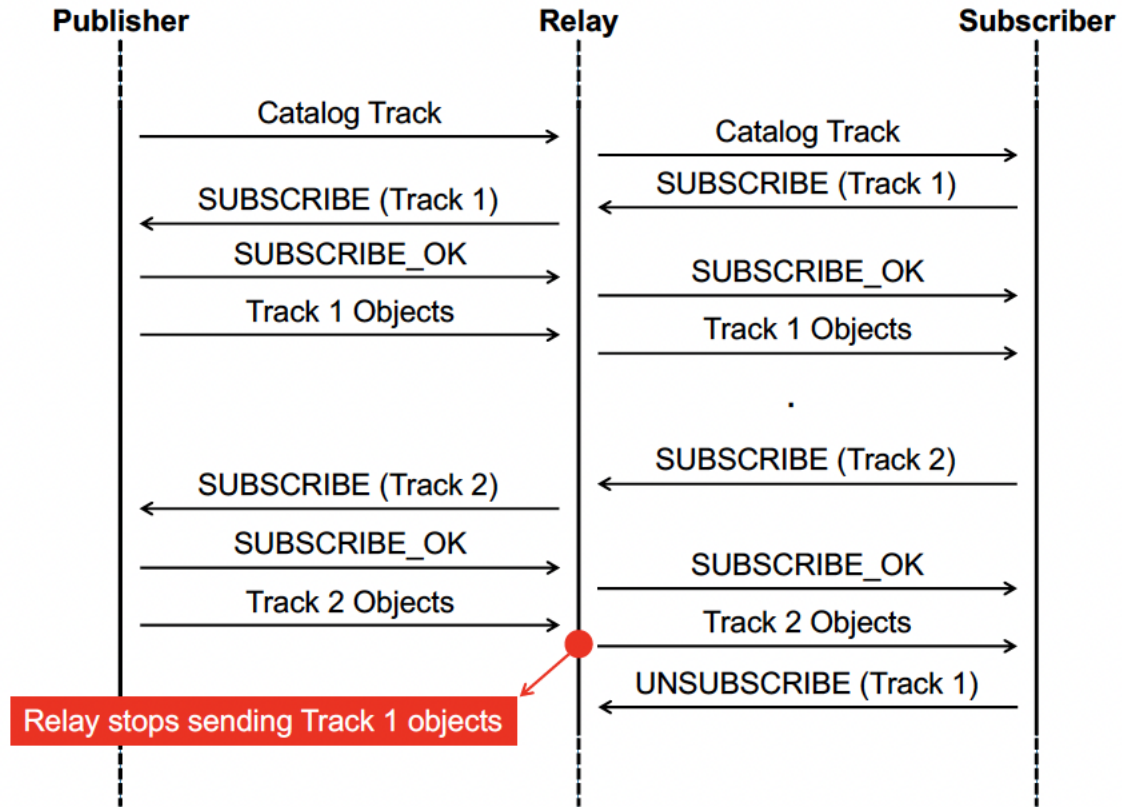 Publisher
Relay
Subscriber
Catalog Track
Catalog Track
SUBSCRIBE (Track 1)
SUBSCRIBE (Track 1)
SUBSCRIBE_OK
SUBSCRIBE_OK
Track 1 Objects
Track 1 Objects
.
SUBSCRIBE (Track 2)
SUBSCRIBE (Track 2)
SUBSCRIBE_OK
SUBSCRIBE_OK
Track 2 Objects
Track 2 Objects
UNSUBSCRIBE (Track 1)
Relay stops sending Track 1 objects